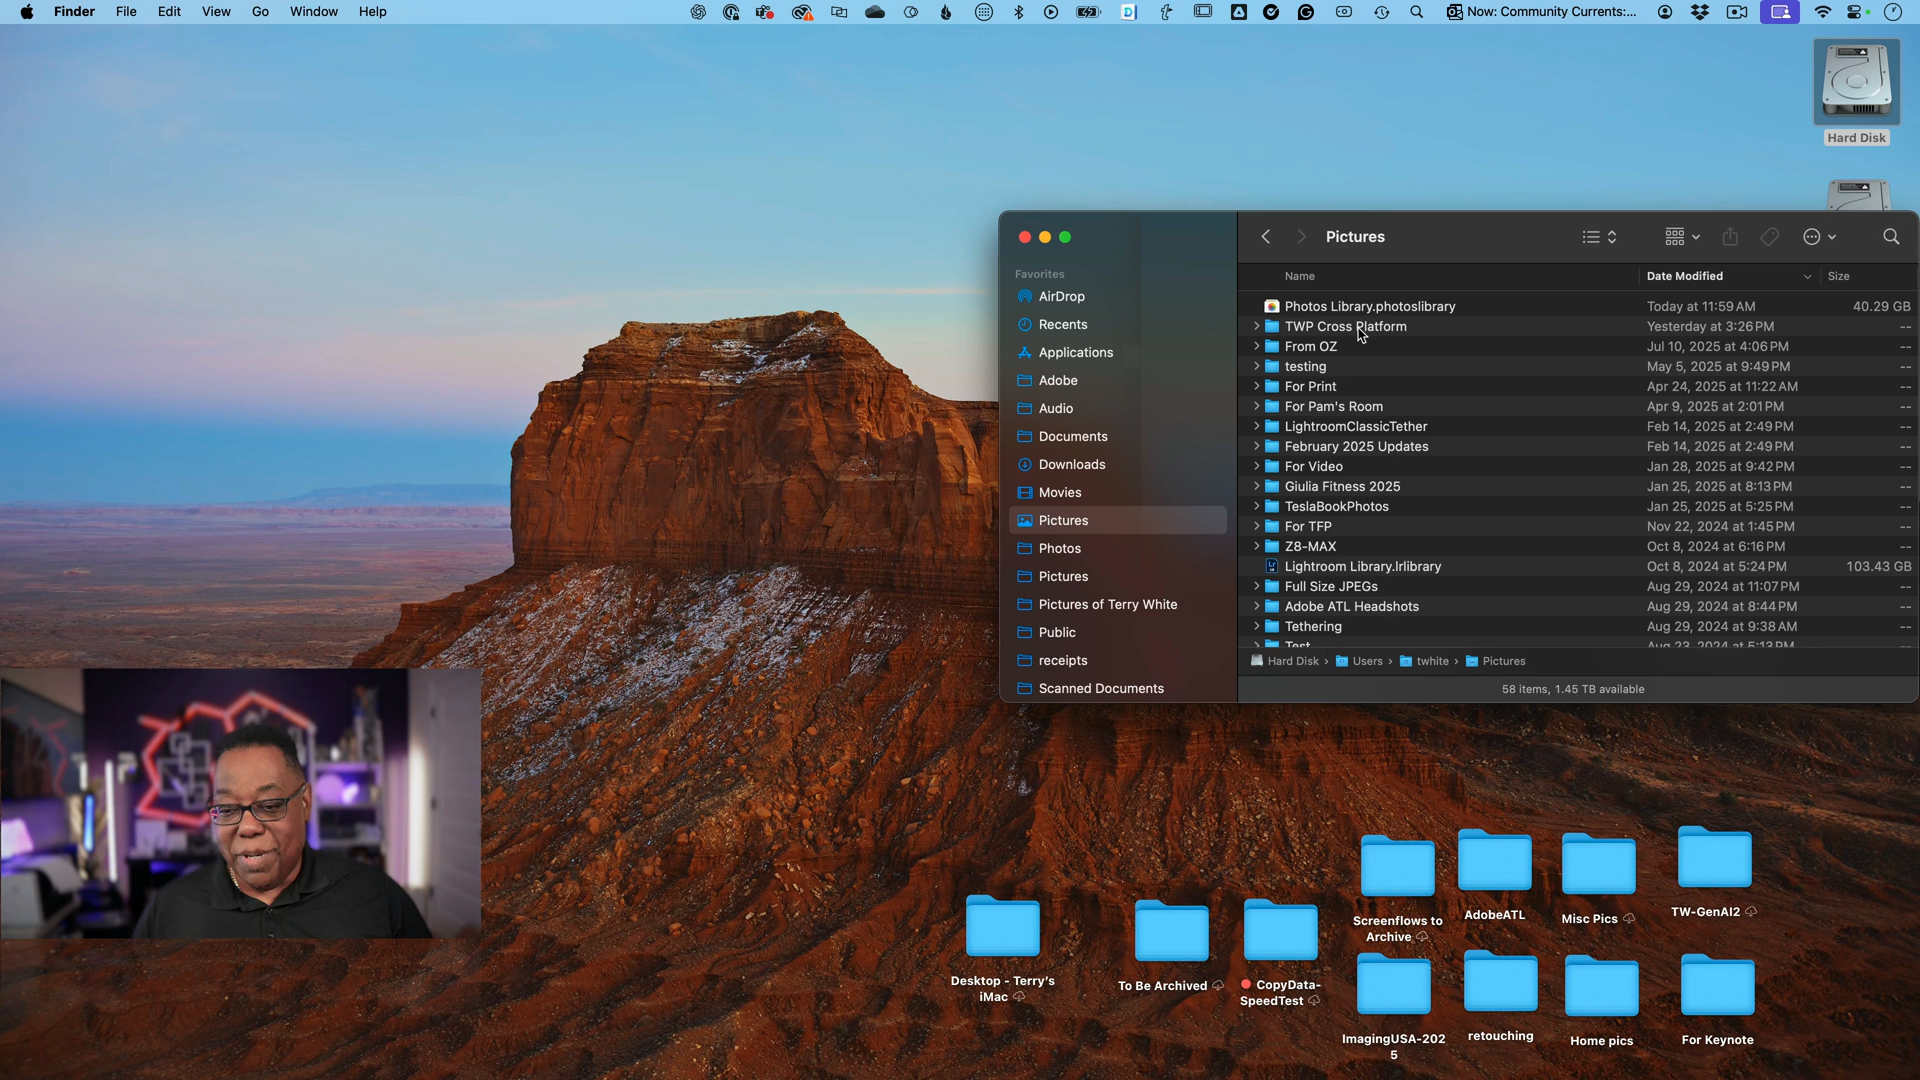 Finder File Edit View Go Window Help
Now: Community Currents:...
Hard Disk
Pictures
Favorites
AirDrop
Recents
Applications
Adobe
Audio
Documents
Downloads
Movies
Pictures
Photos
Pictures
Pictures of Terry White
Public
receipts
Scanned Documents
Name Date Modified Size
Photos Library.photoslibrary Today at 11:59 AM 40.29 GB
TWP Cross Platform Yesterday at 3:26 PM --
From OZ Jul 10, 2025 at 4:06 PM --
testing May 5, 2025 at 9:49 PM --
For Print Apr 24, 2025 at 11:22 AM --
For Pam's Room Apr 9, 2025 at 2:01 PM --
LightroomClassicTether Feb 14, 2025 at 2:49 PM --
February 2025 Updates Feb 14, 2025 at 2:49 PM --
For Video Jan 28, 2025 at 9:42 PM --
Giulia Fitness 2025 Jan 25, 2025 at 8:13 PM --
TeslaBookPhotos Jan 25, 2025 at 5:25 PM --
For TFP Nov 22, 2024 at 1:45 PM --
Z8-MAX Oct 8, 2024 at 6:16 PM --
Lightroom Library.lrlibrary Oct 8, 2024 at 5:24 PM 103.43 GB
Full Size JPEGs Aug 29, 2024 at 11:07 PM --
Adobe ATL Headshots Aug 29, 2024 at 8:44 PM --
Tethering Aug 29, 2024 at 9:38 AM --
Test Aug 23, 2024 at 5:13 PM --
Hard Disk › Users › twhite › Pictures
58 items, 1.45 TB available
Screenflows to
Archive
AdobeATL
Misc Pics
TW-GenAI2
Desktop - Terry's
iMac
To Be Archived
CopyData-
SpeedTest
ImagingUSA-202
5
retouching
Home pics
For Keynote